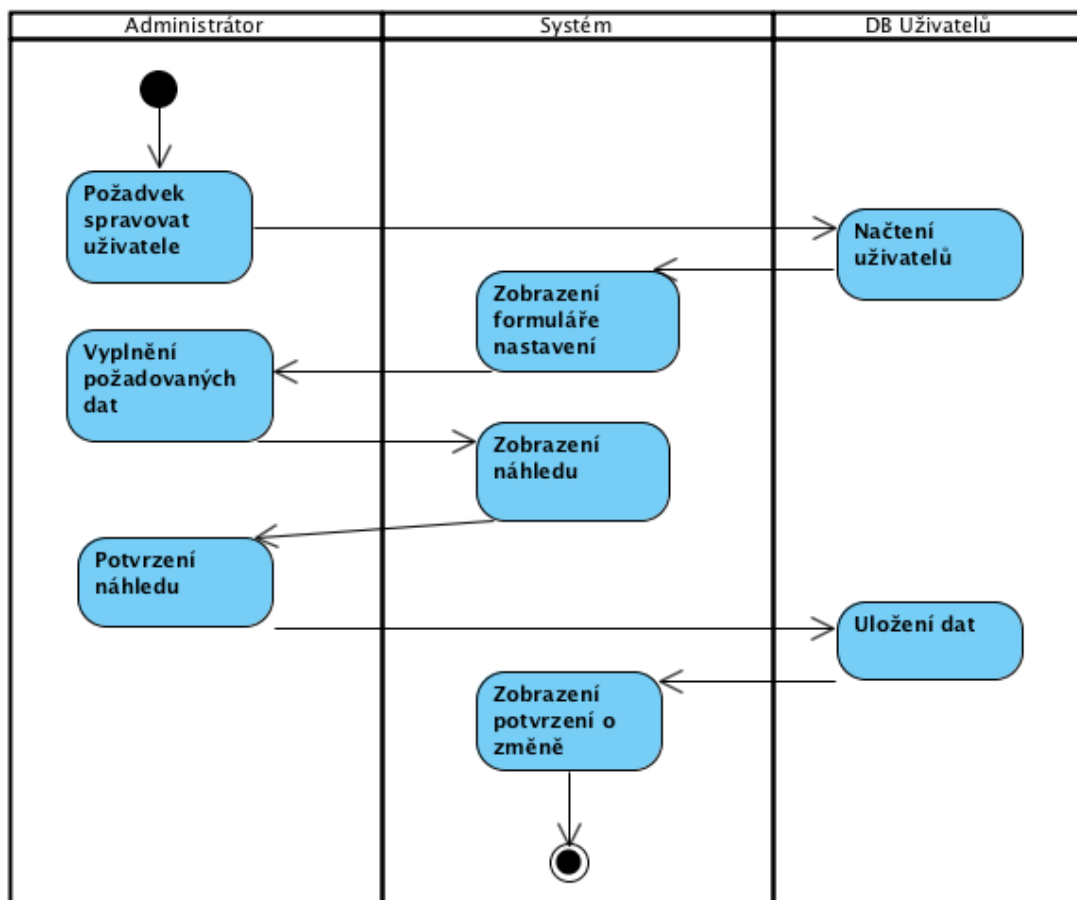 Administrátor
Systém
DB Uživatelů
Požadvek
spravovat
uživatele
Načtení
uživatelů
Zobrazení
formuláře
nastavení
Vyplnění
požadovaných
dat
Zobrazení
náhledu
Potvrzení
náhledu
Uložení dat
Zobrazení
potvrzení o
změně